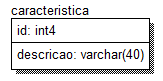 caracteristica
id: int4
descricao: varchar(40)